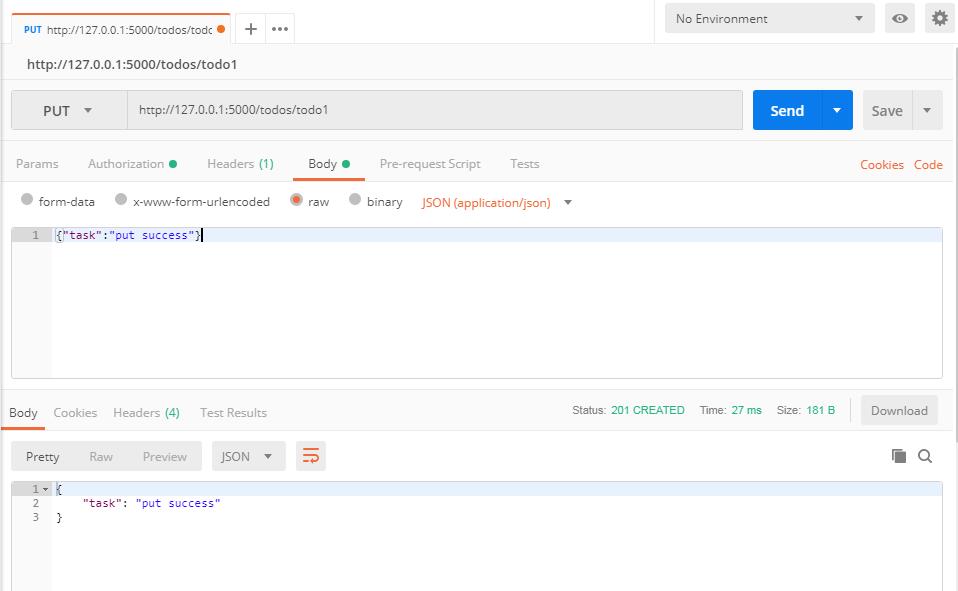 PUT http://127.0.0.1:5000/todos/todc
No Environment
http://127.0.0.1:5000/todos/todo1
PUT http://127.0.0.1:5000/todos/todo1 Send Save
Params Authorization Headers (1) Body Pre-request Script Tests Cookies Code
form-data x-www-form-urlencoded raw binary JSON (application/json)
1 {"task":"put success"}
Body Cookies Headers (4) Test Results Status: 201 CREATED Time: 27 ms Size: 181 B Download
Pretty Raw Preview JSON
1 {
2 "task": "put success"
3 }